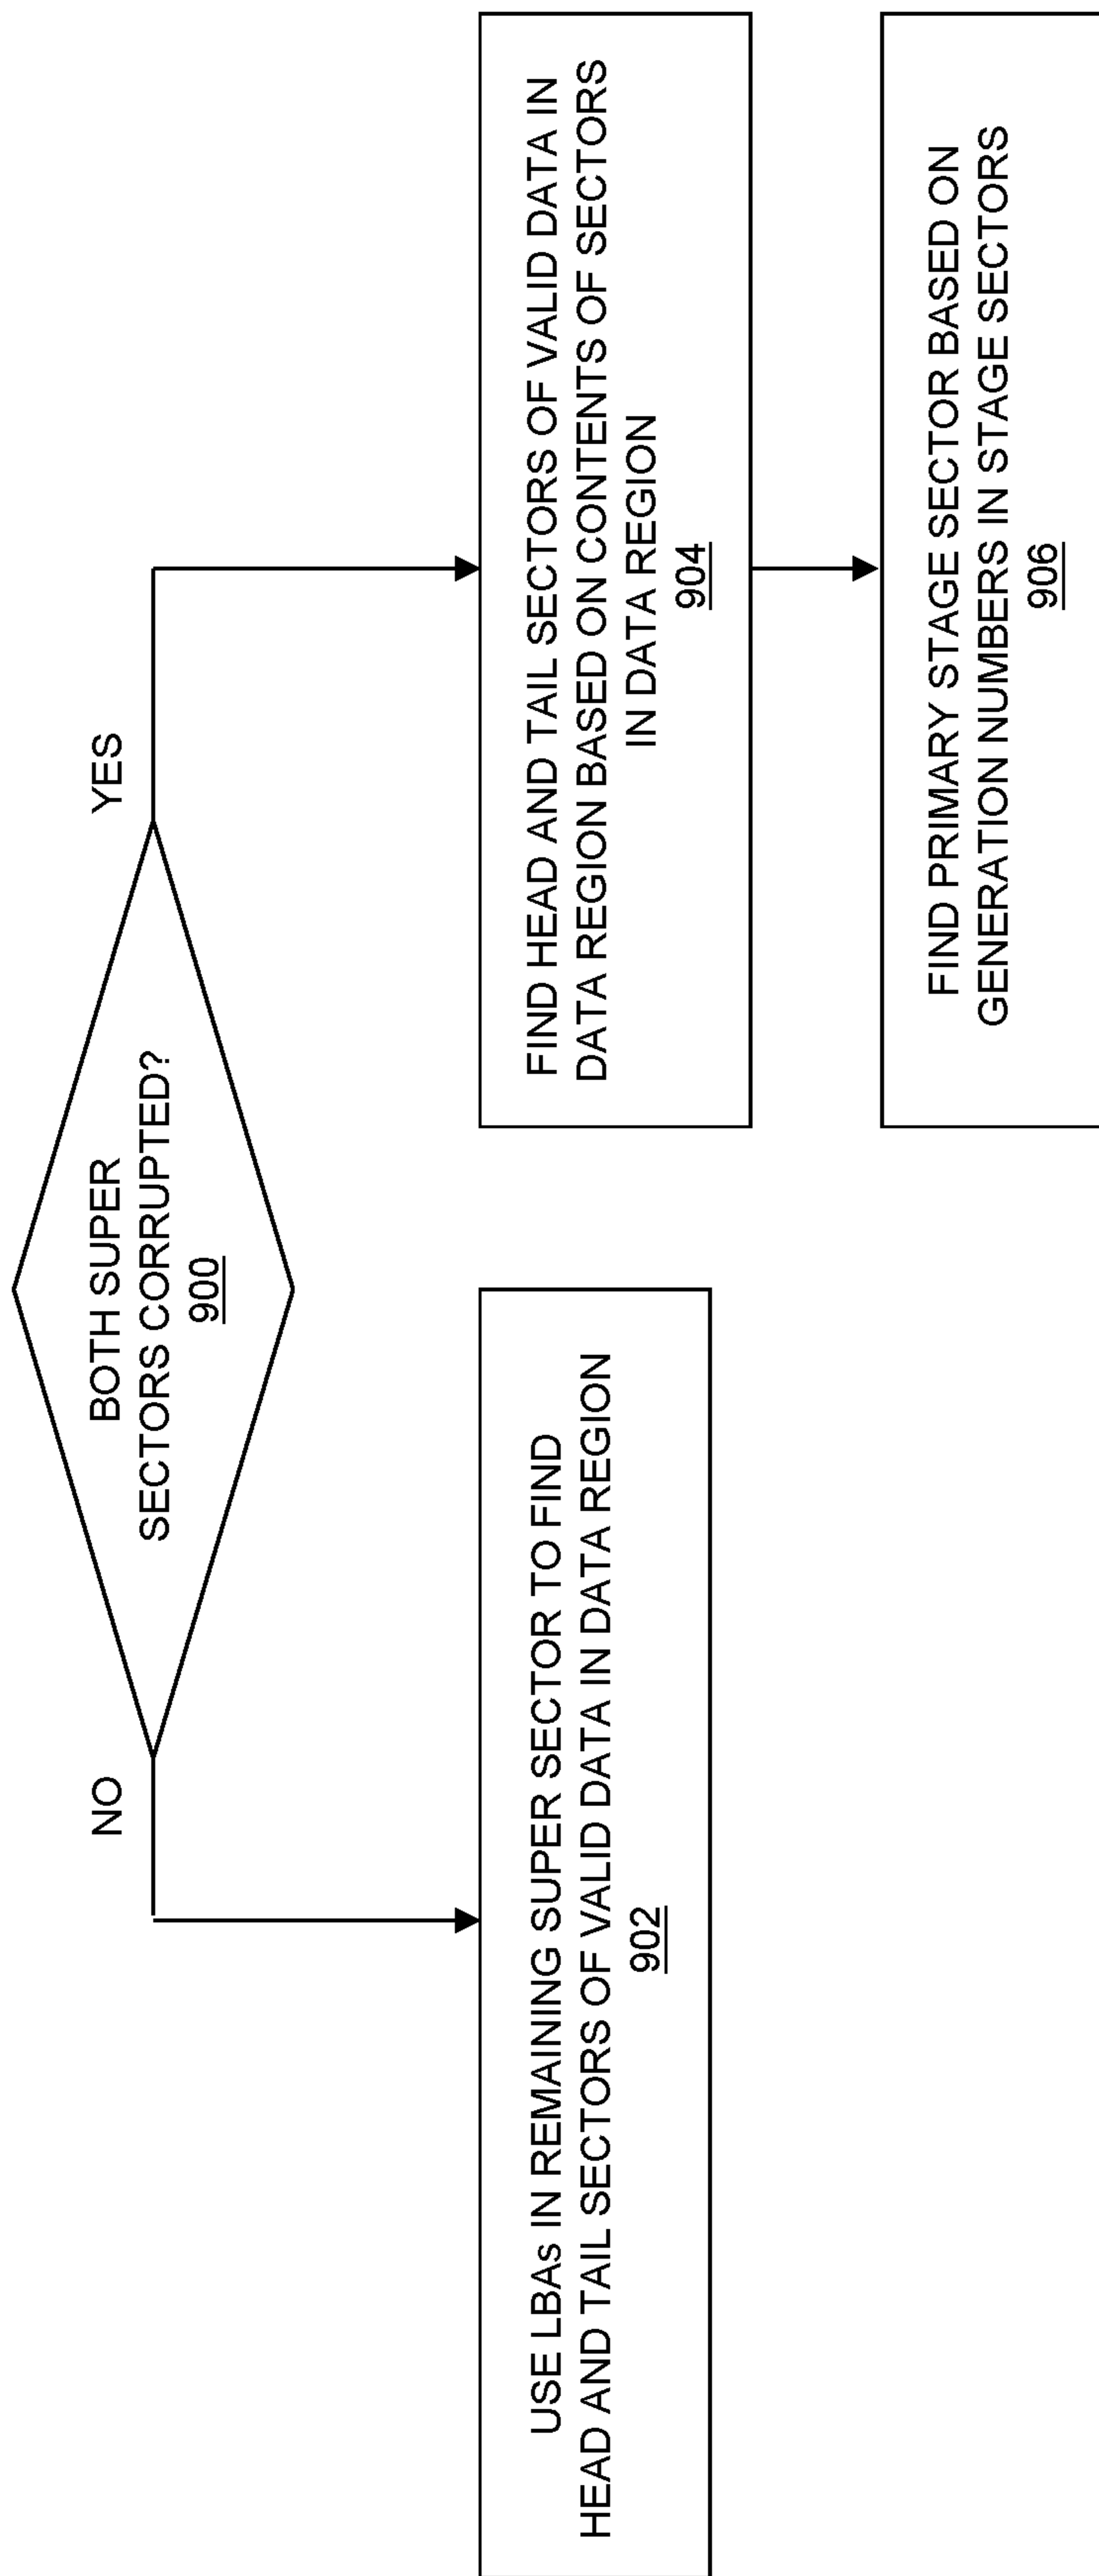 BOTH SUPER
SECTORS CORRUPTED?
900
NO
YES
USE LBAs IN REMAINING SUPER SECTOR TO FIND
HEAD AND TAIL SECTORS OF VALID DATA IN DATA REGION
902
FIND HEAD AND TAIL SECTORS OF VALID DATA IN
DATA REGION BASED ON CONTENTS OF SECTORS
IN DATA REGION
904
FIND PRIMARY STAGE SECTOR BASED ON
GENERATION NUMBERS IN STAGE SECTORS
906